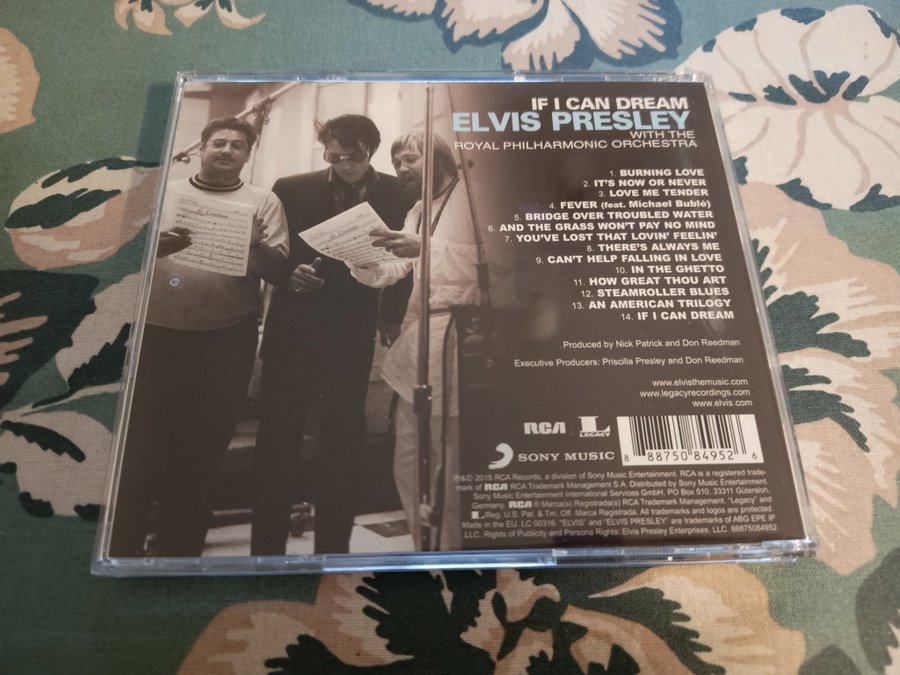 IF I CAN DREAM
ELVIS PRESLEY
WITH THE
ROYAL PHILHARMONIC ORCHESTRA
1. BURNING LOVE
2. IT'S NOW OR NEVER
3. LOVE ME TENDER
4. FEVER (feat. Michael Bublé)
5. BRIDGE OVER TROUBLED WATER
6. AND THE GRASS WON'T PAY NO MIND
7. YOU'VE LOST THAT LOVIN' FEELIN'
8. THERE'S ALWAYS ME
9. CAN'T HELP FALLING IN LOVE
10. IN THE GHETTO
11. HOW GREAT THOU ART
12. STEAMROLLER BLUES
13. AN AMERICAN TRILOGY
14. IF I CAN DREAM
Produced by Nick Patrick and Don Reedman
Executive Producers: Priscilla Presley and Don Reedman
www.elvisthemusic.com
www.legacyrecordings.com
www.elvis.com
RCA L LEGACY
SONY MUSIC
8 88750 84952 6
℗&© 2015 RCA Records, a division of Sony Music Entertainment. RCA is a registered trade-
mark of RCA RCA Trademark Management S.A. Distributed by Sony Music Entertainment.
Sony Music Entertainment International Services GmbH, PO Box 510, 33311 Gütersloh,
Germany. RCA ® Marca(s) Registrada(s) RCA Trademark Management. "Legacy" and
L Reg. U.S. Pat. & Tm. Off. Marca Registrada. All trademarks and logos are protected.
Made in the EU. LC 00316. "ELVIS" and "ELVIS PRESLEY" are trademarks of ABG EPE IP
LLC. Rights of Publicity and Persona Rights: Elvis Presley Enterprises, LLC. 88875084952